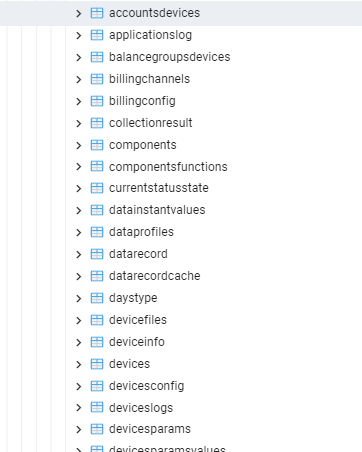 accountsdevices
applicationslog
balancegroupsdevices
billingchannels
billingconfig
collectionresult
components
componentsfunctions
currentstatusstate
datainstantvalues
dataprofiles
datarecord
datarecordcache
daystype
devicefiles
deviceinfo
devices
devicesconfig
deviceslogs
devicesparams
devicesparamsvalues